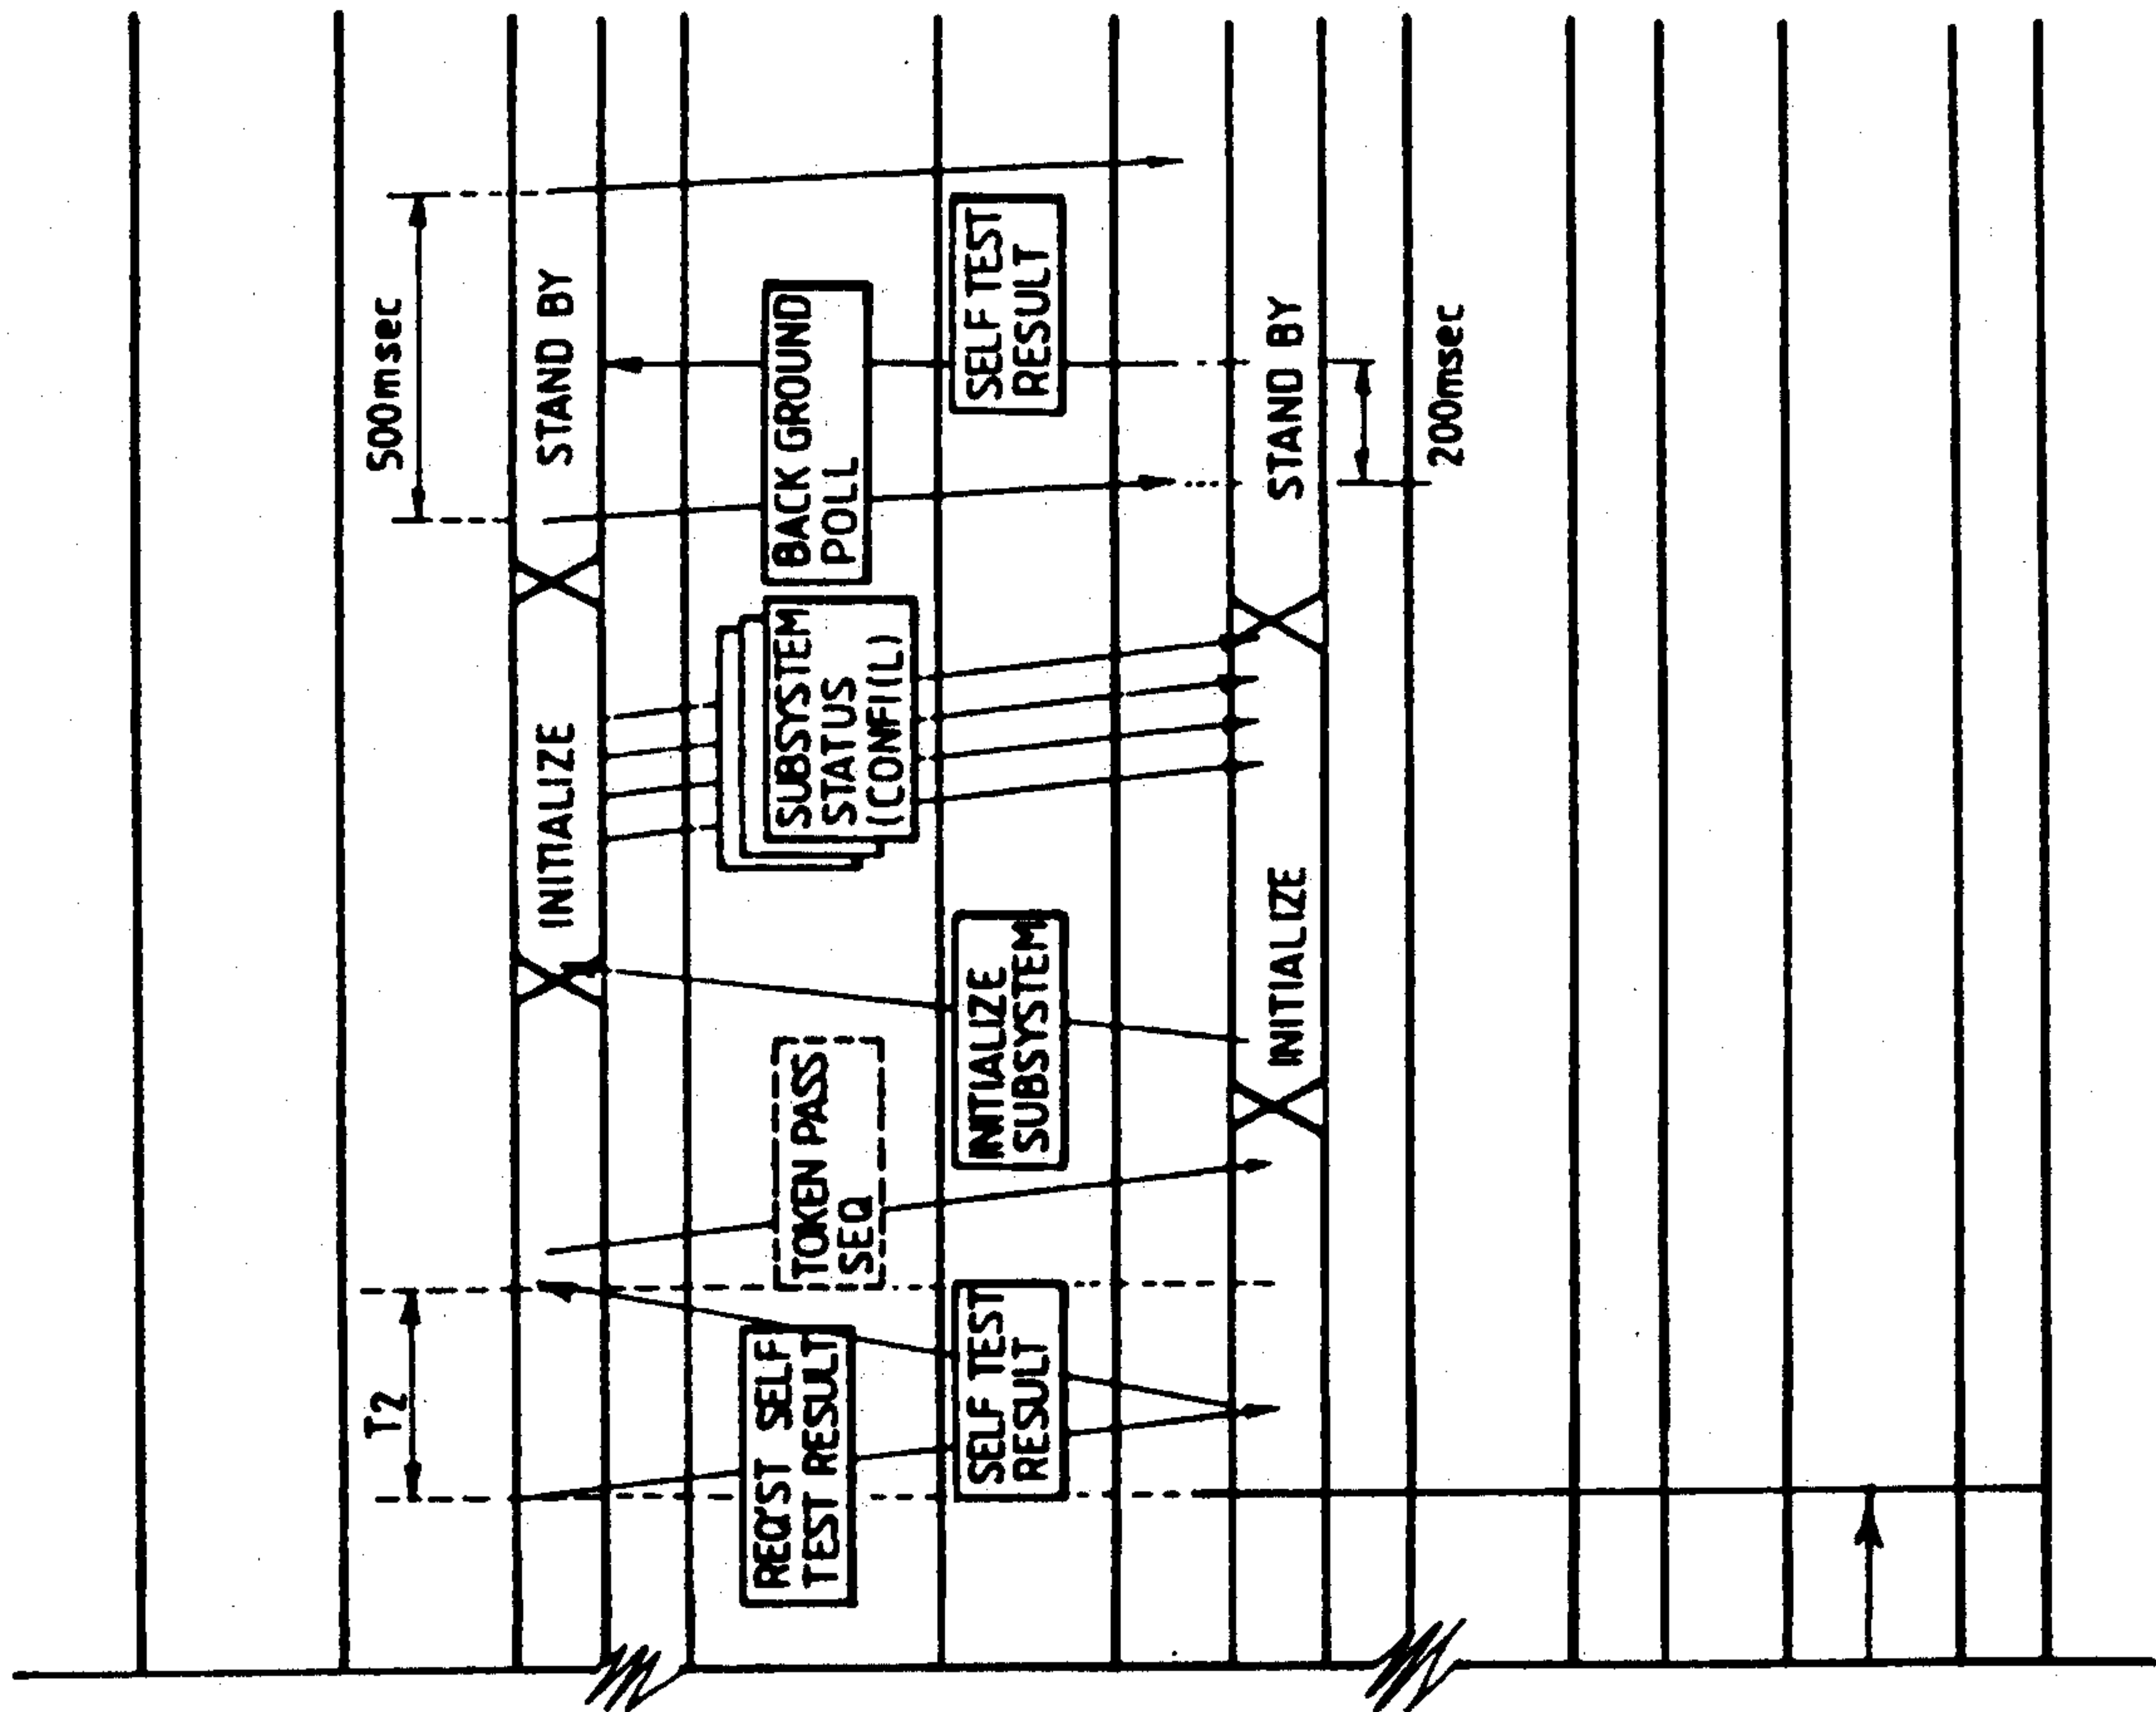 T2
500msec
INITIALIZE
STAND BY
REQ'ST SELF
TEST RESULT
TOKEN PASS
SEQ
SUBSYSTEM
STATUS
(CONFI(L)
BACK GROUND
POLL
SELF TEST
RESULT
INITIALIZE
SUBSYSTEM
SELF TEST
RESULT
INITIALIZE
STAND BY
200msec